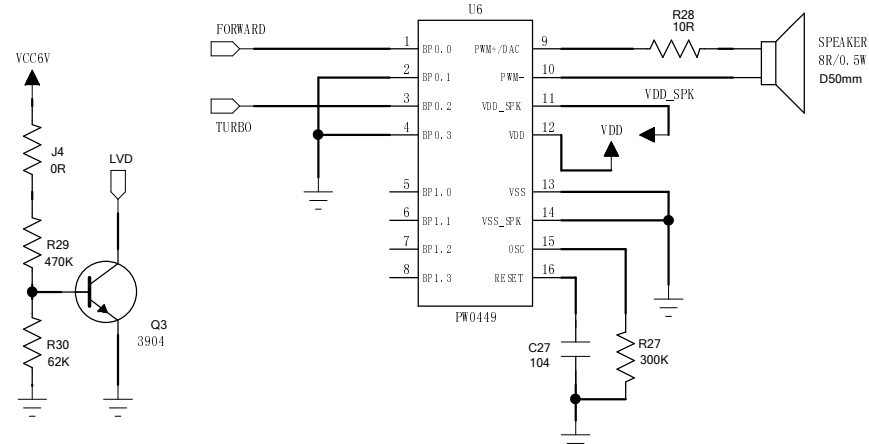 U6
FORWARD
1
BP0.0
PWM+/DAC
9
R28
10R
SPEAKER
8R/0.5W
D50mm
2
BP0.1
PWM-
10
3
BP0.2
VDD_SPK
11
VDD_SPK
TURBO
4
BP0.3
VDD
12
VDD
5
BP1.0
VSS
13
6
BP1.1
VSS_SPK
14
7
BP1.2
OSC
15
8
BP1.3
RESET
16
PW0449
C27
104
R27
300K
VCC6V
J4
0R
LVD
R29
470K
Q3
3904
R30
62K